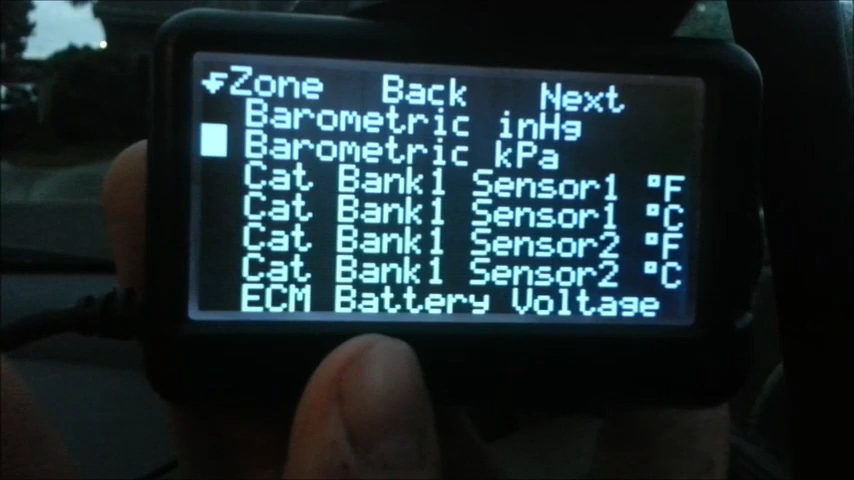 Zone Back Next
Barometric inHg
Barometric kPa
Cat Bank1 Sensor1 °F
Cat Bank1 Sensor1 °C
Cat Bank1 Sensor2 °F
Cat Bank1 Sensor2 °C
ECM Battery Voltage